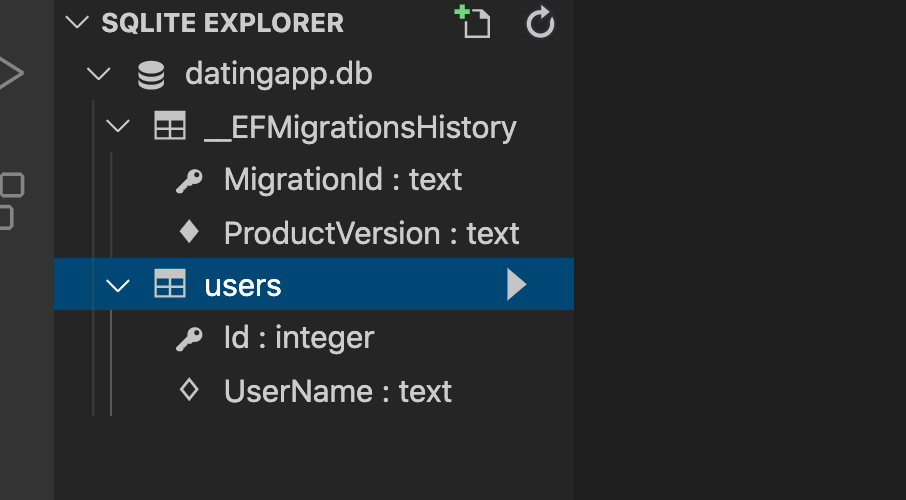 SQLITE EXPLORER
datingapp.db
__EFMigrationsHistory
MigrationId : text
ProductVersion : text
users
Id : integer
UserName : text